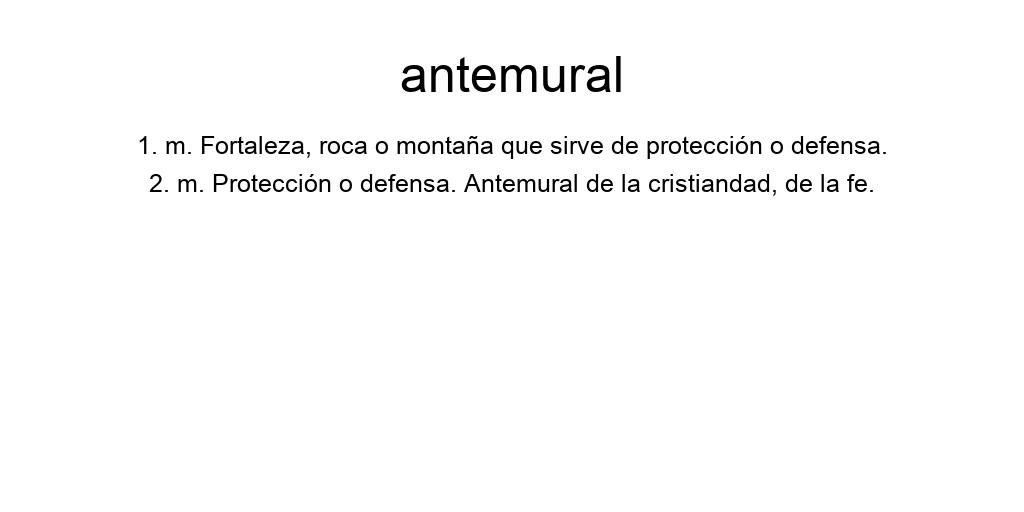 antemural
1. m. Fortaleza, roca o montaña que sirve de protección o defensa.
2. m. Protección o defensa. Antemural de la cristiandad, de la fe.